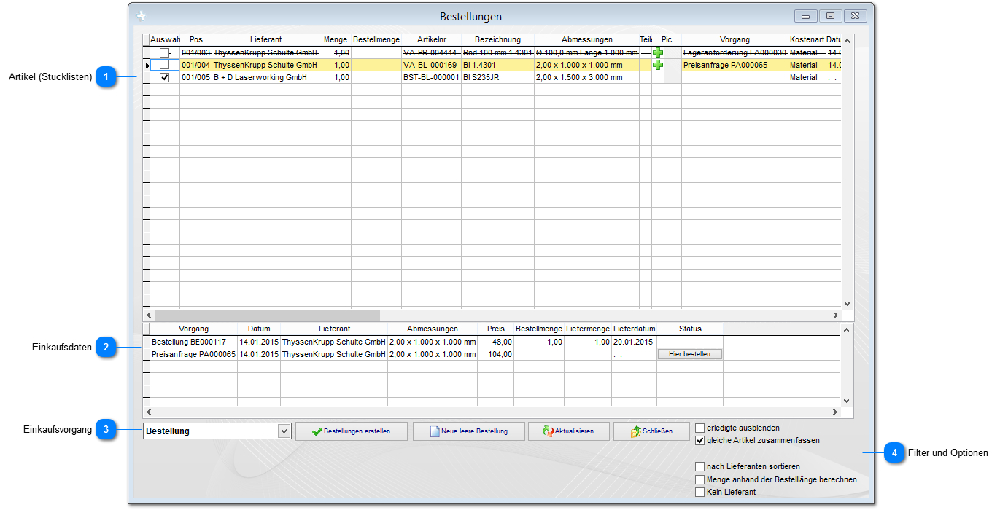 Bestellungen
Auswah Pos Lieferant Menge Bestellmenge Artikelnr Bezeichnung Abmessungen Teile Pic Vorgang Kostenart Datu
001/003 ThyssenKrupp Schulte GmbH 1,00 VA-PR-004444 Rnd 100 mm 1.4301 Ø 100,0 mm Länge 1.000 mm Lageranforderung LA000030 Material 14.0
001/004 ThyssenKrupp Schulte GmbH 1,00 VA-BL-000169 Bl 1.4301 2,00 x 1.000 x 1.000 mm Preisanfrage PA000065 Material 14.0
Artikel (Stücklisten) 1
001/005 B + D Laserworking GmbH 1,00 BST-BL-000001 Bl S235JR 2,00 x 1.500 x 3.000 mm Material . .
Vorgang Datum Lieferant Abmessungen Preis Bestellmenge Liefermenge Lieferdatum Status
Bestellung BE000117 14.01.2015 ThyssenKrupp Schulte GmbH 2,00 x 1.000 x 1.000 mm 48,00 1,00 1,00 20.01.2015
Einkaufsdaten 2
Preisanfrage PA000065 14.01.2015 ThyssenKrupp Schulte GmbH 2,00 x 1.000 x 1.000 mm 104,00 . . Hier bestellen
Einkaufsvorgang 3
Bestellung Bestellungen erstellen Neue leere Bestellung Aktualisieren Schließen
erledigte ausblenden
gleiche Artikel zusammenfassen
4 Filter und Optionen
nach Lieferanten sortieren
Menge anhand der Bestelllänge berechnen
Kein Lieferant